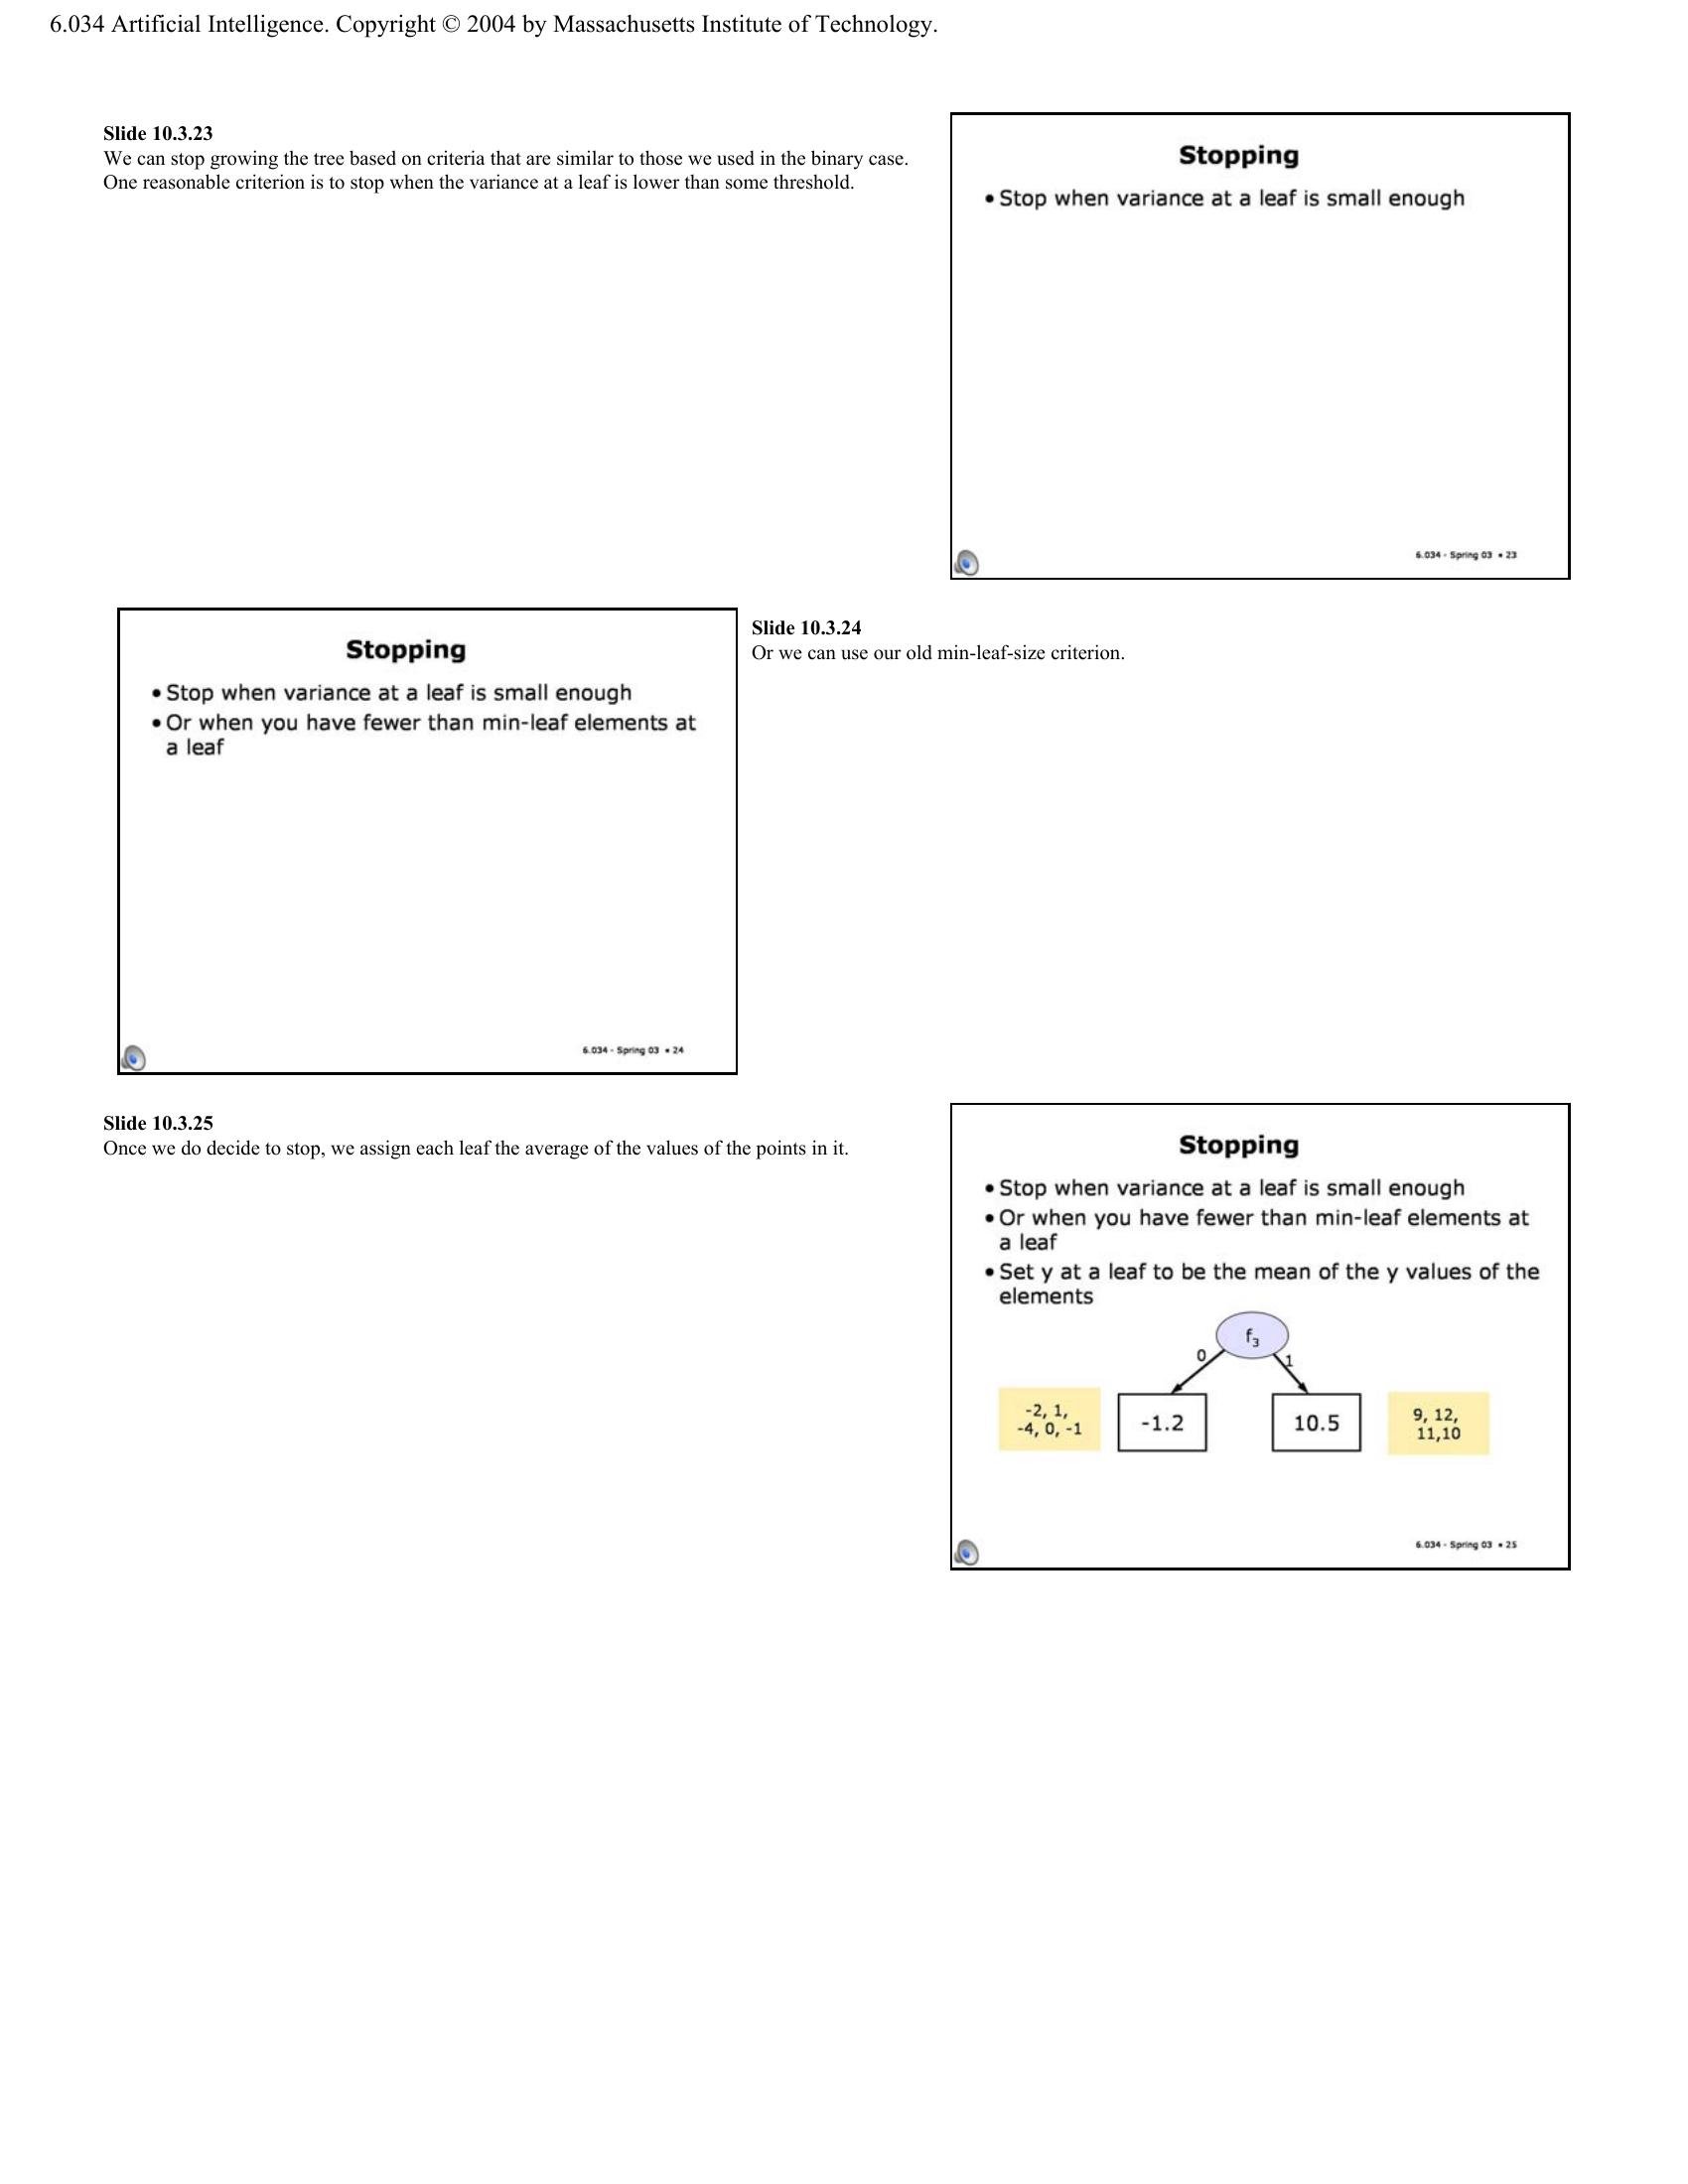 6.034 Artificial Intelligence. Copyright © 2004 by Massachusetts Institute of Technology.
Slide 10.3.23
We can stop growing the tree based on criteria that are similar to those we used in the binary case.
One reasonable criterion is to stop when the variance at a leaf is lower than some threshold.
Stopping
• Stop when variance at a leaf is small enough
6.034 - Spring 03 • 23
Stopping
• Stop when variance at a leaf is small enough
• Or when you have fewer than min-leaf elements at
a leaf
6.034 - Spring 03 • 24
Slide 10.3.24
Or we can use our old min-leaf-size criterion.
Slide 10.3.25
Once we do decide to stop, we assign each leaf the average of the values of the points in it.
Stopping
• Stop when variance at a leaf is small enough
• Or when you have fewer than min-leaf elements at
a leaf
• Set y at a leaf to be the mean of the y values of the
elements
f₃
0 1
-2, 1,
-4, 0, -1
-1.2
10.5
9, 12,
11,10
6.034 - Spring 03 • 25